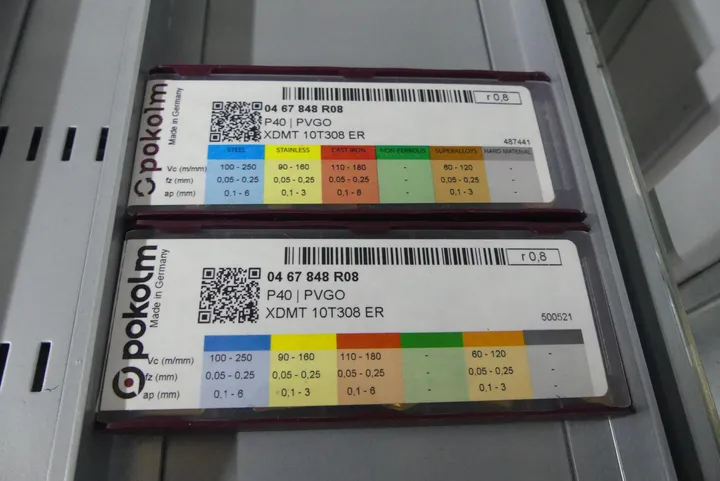 pokolm
Made in Germany
04 67 848 R08
r 0,8
P40 | PVGO
XDMT 10T308 ER
487441
STEEL STAINLESS CAST IRON NON-FERROUS SUPERALLOYS HARD MATERIAL
Vc (m/mm) 100 - 250 90 - 160 110 - 180 - 60 - 120 -
fz (mm) 0,05 - 0,25 0,05 - 0,25 0,05 - 0,25 - 0,05 - 0,25 -
ap (mm) 0,1 - 6 0,1 - 3 0,1 - 6 - 0,1 - 3 -
pokolm
Made in Germany
04 67 848 R08
r 0,8
P40 | PVGO
XDMT 10T308 ER
500521
Vc (m/mm) 100 - 250 90 - 160 110 - 180 - 60 - 120 -
fz (mm) 0,05 - 0,25 0,05 - 0,25 0,05 - 0,25 - 0,05 - 0,25 -
ap (mm) 0,1 - 6 0,1 - 3 0,1 - 6 - 0,1 - 3 -